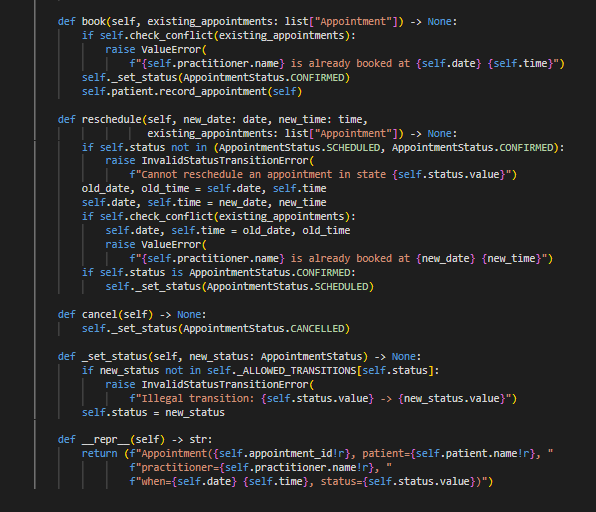 def book(self, existing_appointments: list["Appointment"]) -> None:
    if self.check_conflict(existing_appointments):
        raise ValueError(
            f"{self.practitioner.name} is already booked at {self.date} {self.time}")
    self._set_status(AppointmentStatus.CONFIRMED)
    self.patient.record_appointment(self)

def reschedule(self, new_date: date, new_time: time,
               existing_appointments: list["Appointment"]) -> None:
    if self.status not in (AppointmentStatus.SCHEDULED, AppointmentStatus.CONFIRMED):
        raise InvalidStatusTransitionError(
            f"Cannot reschedule an appointment in state {self.status.value}")
    old_date, old_time = self.date, self.time
    self.date, self.time = new_date, new_time
    if self.check_conflict(existing_appointments):
        self.date, self.time = old_date, old_time
        raise ValueError(
            f"{self.practitioner.name} is already booked at {new_date} {new_time}")
    if self.status is AppointmentStatus.CONFIRMED:
        self._set_status(AppointmentStatus.SCHEDULED)

def cancel(self) -> None:
    self._set_status(AppointmentStatus.CANCELLED)

def _set_status(self, new_status: AppointmentStatus) -> None:
    if new_status not in self._ALLOWED_TRANSITIONS[self.status]:
        raise InvalidStatusTransitionError(
            f"Illegal transition: {self.status.value} -> {new_status.value}")
    self.status = new_status

def __repr__(self) -> str:
    return (f"Appointment({self.appointment_id!r}, patient={self.patient.name!r}, "
            f"practitioner={self.practitioner.name!r}, "
            f"when={self.date} {self.time}, status={self.status.value})")